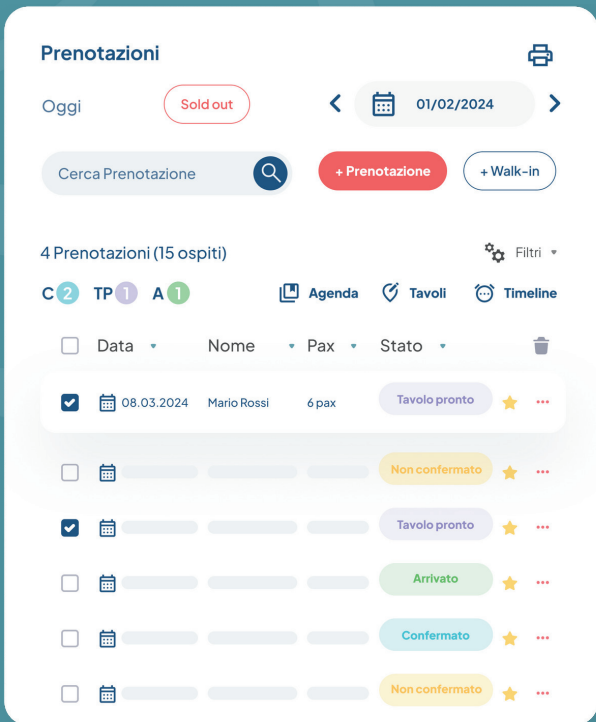 Prenotazioni
Oggi Sold out 01/02/2024
Cerca Prenotazione + Prenotazione + Walk-in
4 Prenotazioni (15 ospiti) Filtri
C 2 TP 1 A 1 Agenda Tavoli Timeline
Data Nome Pax Stato
08.03.2024 Mario Rossi 6 pax Tavolo pronto
Non confermato
Tavolo pronto
Arrivato
Confermato
Non confermato